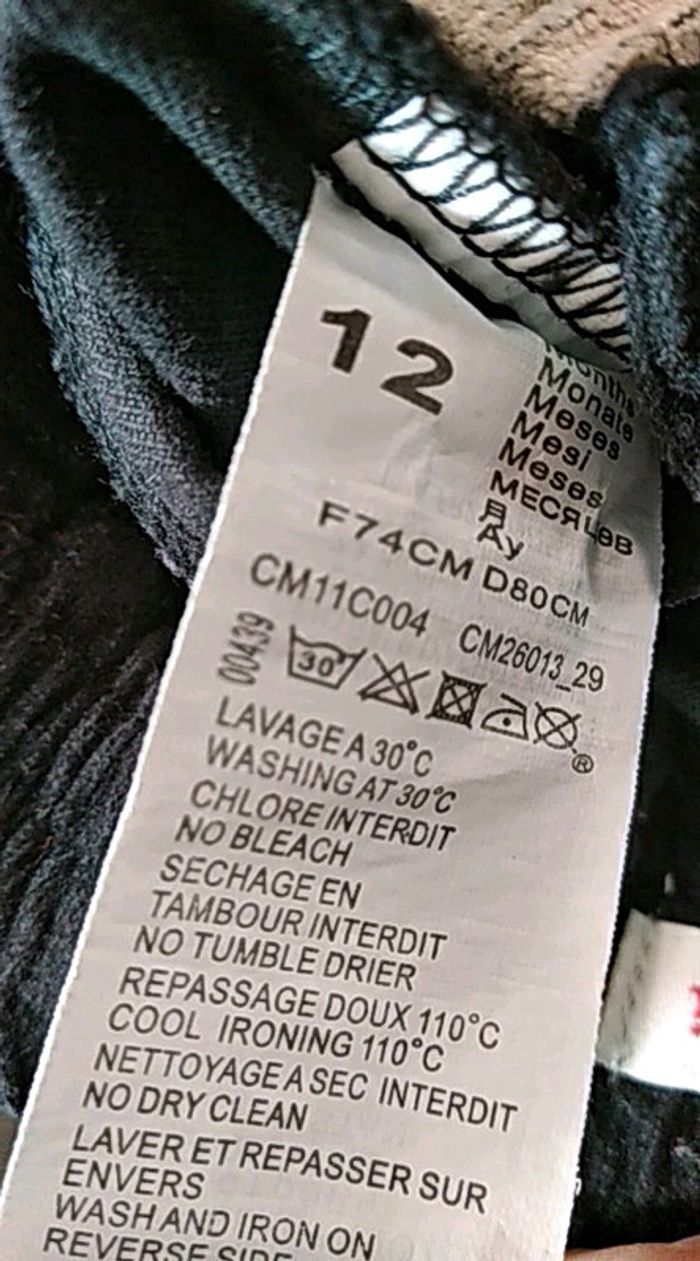 12
Months
Monate
Meses
Mesi
Meses
МЕСЯЦЕВ
月
Ay
F74CM D80CM
CM11C004 CM26013_29
00439
30
®
LAVAGE A 30°C
WASHING AT 30°C
CHLORE INTERDIT
NO BLEACH
SECHAGE EN
TAMBOUR INTERDIT
NO TUMBLE DRIER
REPASSAGE DOUX 110°C
COOL IRONING 110°C
NETTOYAGE A SEC INTERDIT
NO DRY CLEAN
LAVER ET REPASSER SUR
ENVERS
WASH AND IRON ON
REVERSE SIDE